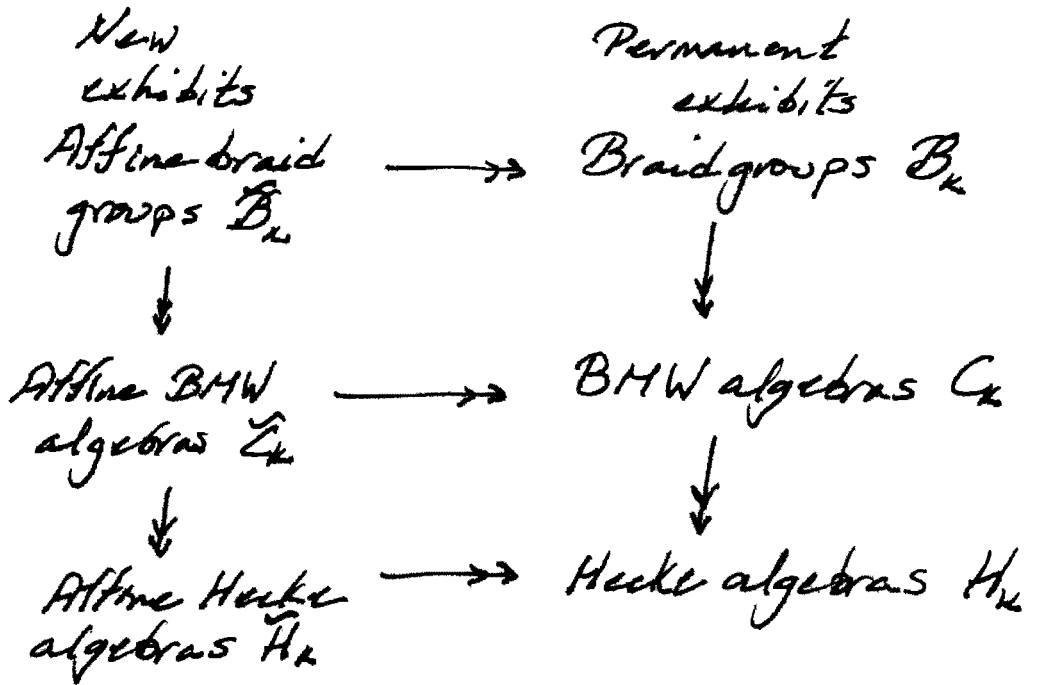 New
exhibits
Affine braid
groups B̃ₖ
Permanent
exhibits
Braid groups Bₖ
Affine BMW
algebras C̃ₖ
BMW algebras Cₖ
Affine Hecke
algebras H̃ₖ
Hecke algebras Hₖ